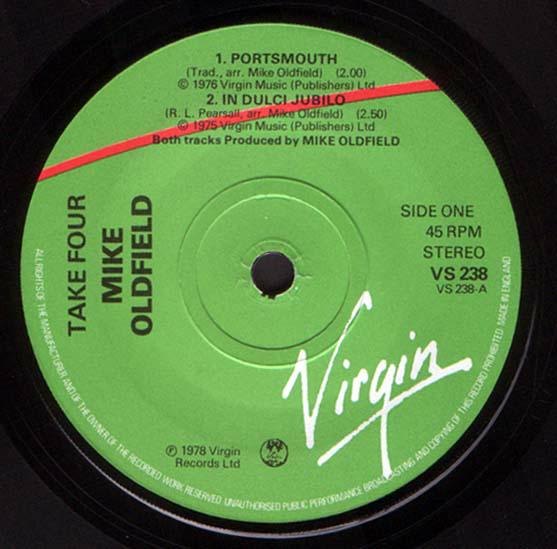 1. PORTSMOUTH
(Trad., arr. Mike Oldfield) (2.00)
© 1976 Virgin Music (Publishers) Ltd
2. IN DULCI JUBILO
(R. L. Pearsall, arr. Mike Oldfield) (2.50)
© 1975 Virgin Music (Publishers) Ltd
Both tracks Produced by MIKE OLDFIELD
TAKE FOUR
MIKE
OLDFIELD
SIDE ONE
45 RPM
STEREO
VS 238
VS 238-A
Virgin
℗ 1978 Virgin
Records Ltd
ALL RIGHTS OF THE MANUFACTURER AND OF THE OWNER OF THE RECORDED WORK RESERVED. UNAUTHORISED PUBLIC PERFORMANCE BROADCASTING AND COPYING OF THIS RECORD PROHIBITED MADE IN ENGLAND